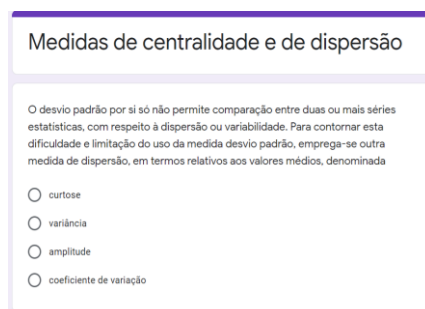 Medidas de centralidade e de dispersão
O desvio padrão por si só não permite comparação entre duas ou mais séries
estatísticas, com respeito à dispersão ou variabilidade. Para contornar esta
dificuldade e limitação do uso da medida desvio padrão, emprega-se outra
medida de dispersão, em termos relativos aos valores médios, denominada
curtose
variância
amplitude
coeficiente de variação